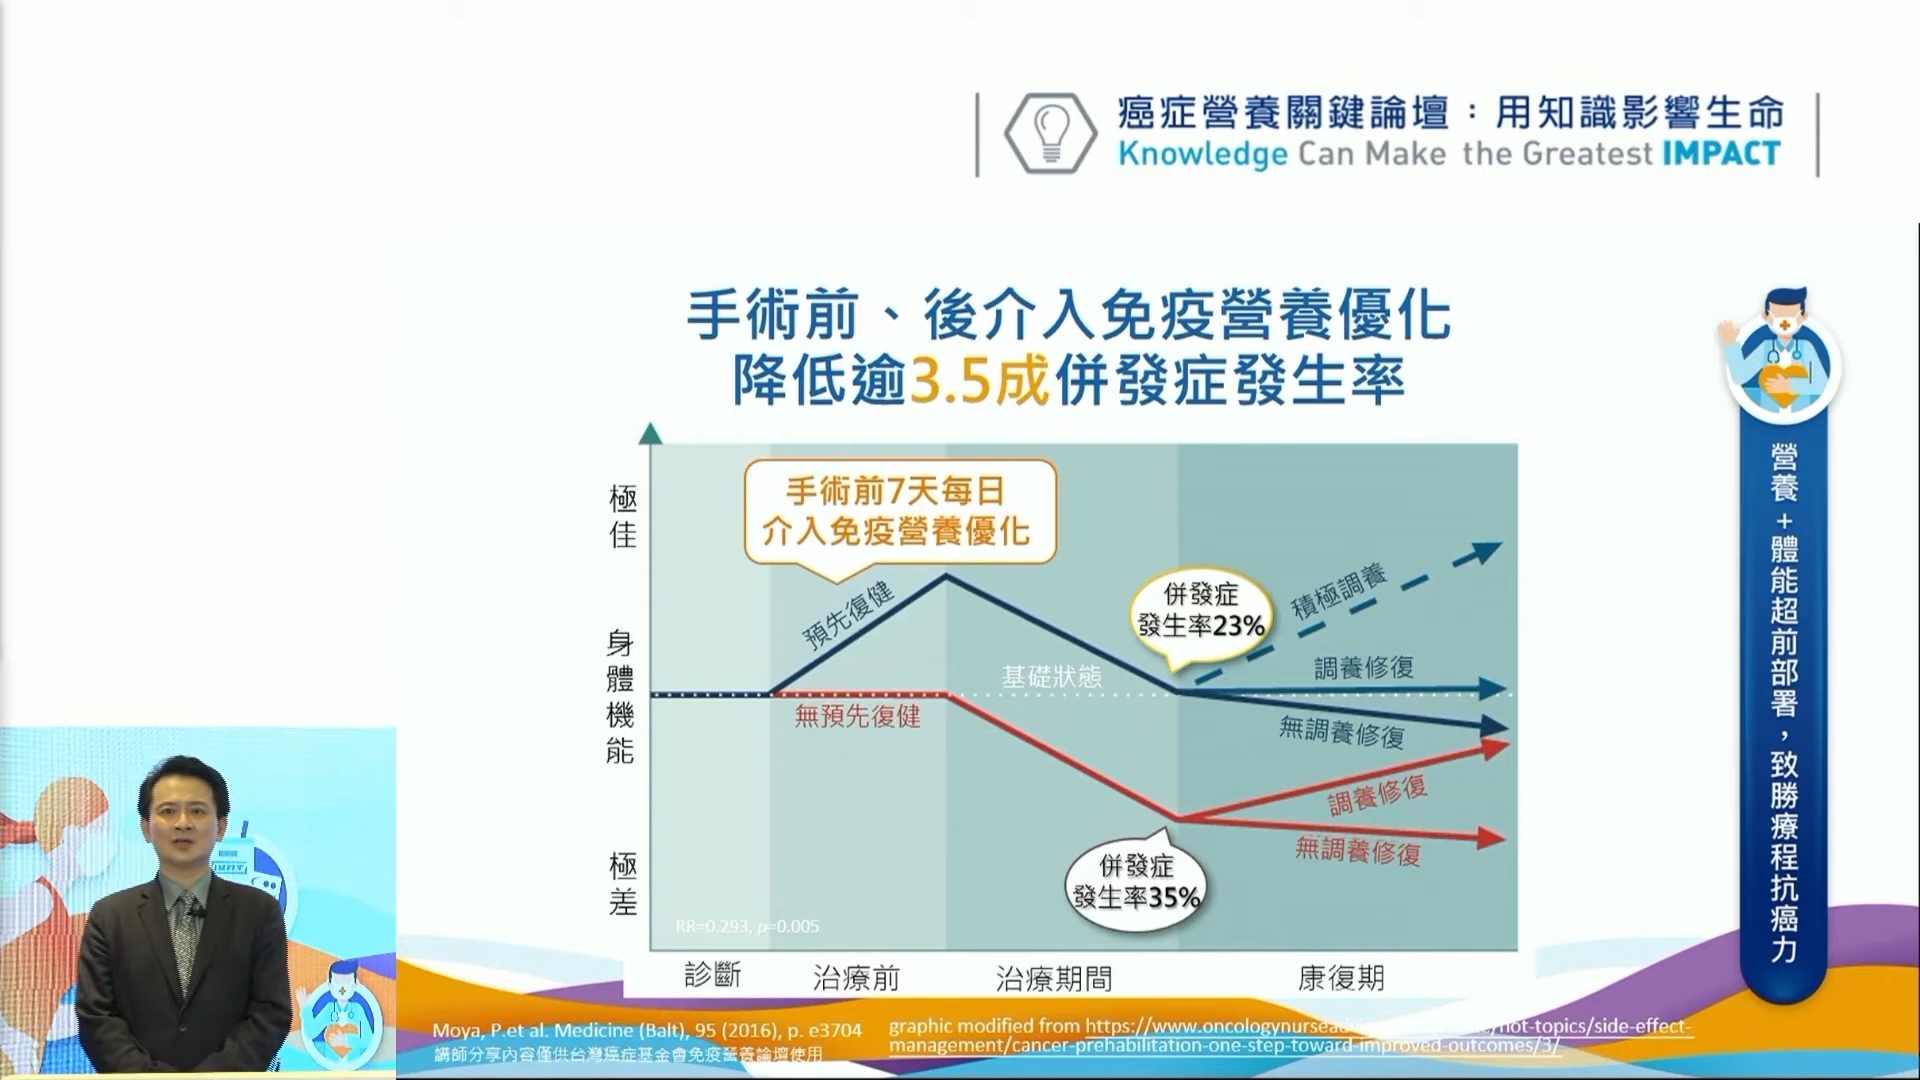 癌症營養關鍵論壇：用知識影響生命
Knowledge Can Make the Greatest IMPACT
手術前、後介入免疫營養優化
降低逾3.5成併發症發生率
手術前7天每日
介入免疫營養優化
極佳
身體機能
極差
預先復健
無預先復健
基礎狀態
併發症
發生率23%
併發症
發生率35%
積極調養
調養修復
無調養修復
調養修復
無調養修復
RR=0.293, p=0.005
診斷
治療前
治療期間
康復期
營養+體能超前部署，致勝療程抗癌力
Moya, P.et al. Medicine (Balt), 95 (2016), p. e3704
講師分享內容僅供台灣癌症基金會免疫營養論壇使用
graphic modified from https://www.oncologynursead /hot-topics/side-effect-
management/cancer-prehabilitation-one-step-toward-improved-outcomes/3/